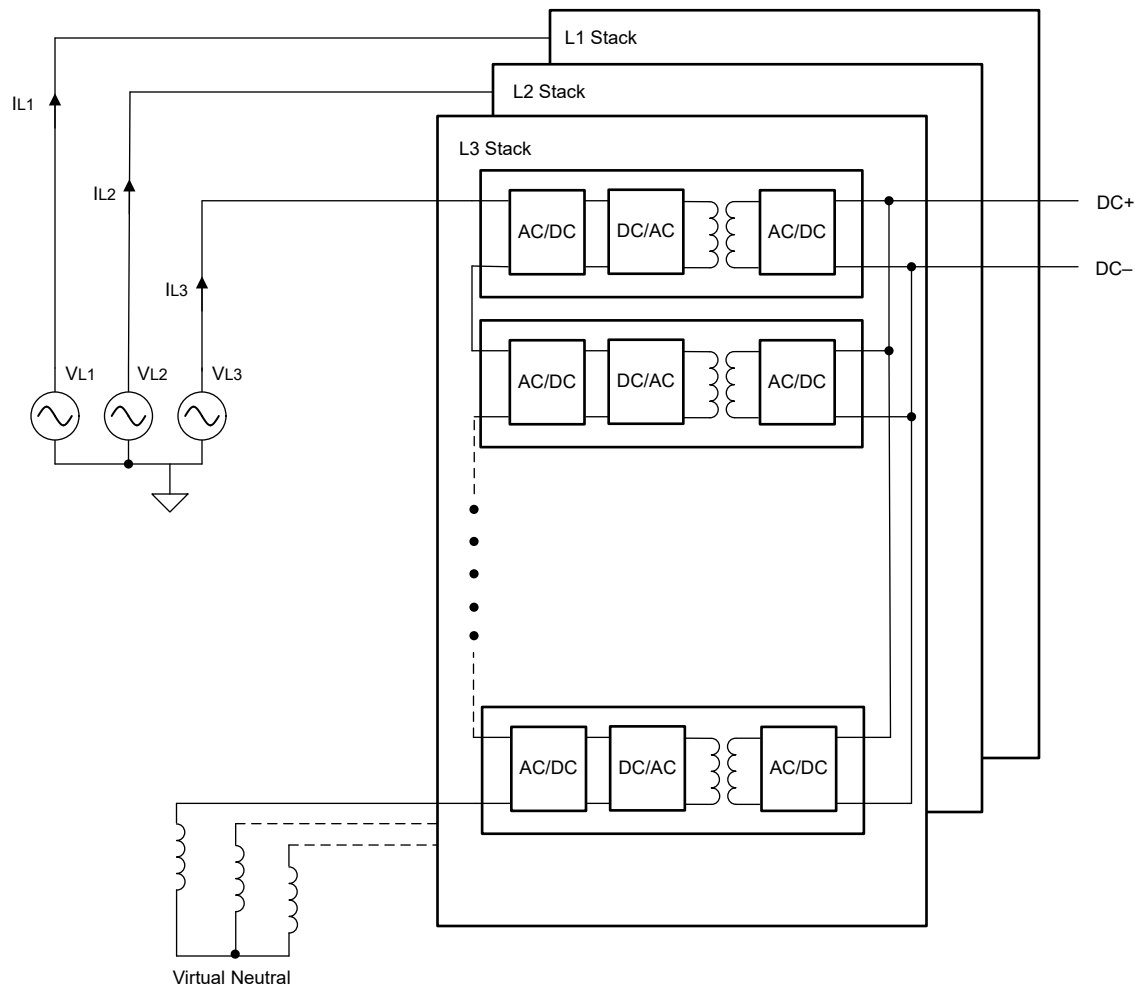 L1 Stack
L2 Stack
L3 Stack
IL1
IL2
IL3
VL1
VL2
VL3
AC/DC
DC/AC
AC/DC
DC+
DC–
AC/DC
DC/AC
AC/DC
AC/DC
DC/AC
AC/DC
Virtual Neutral